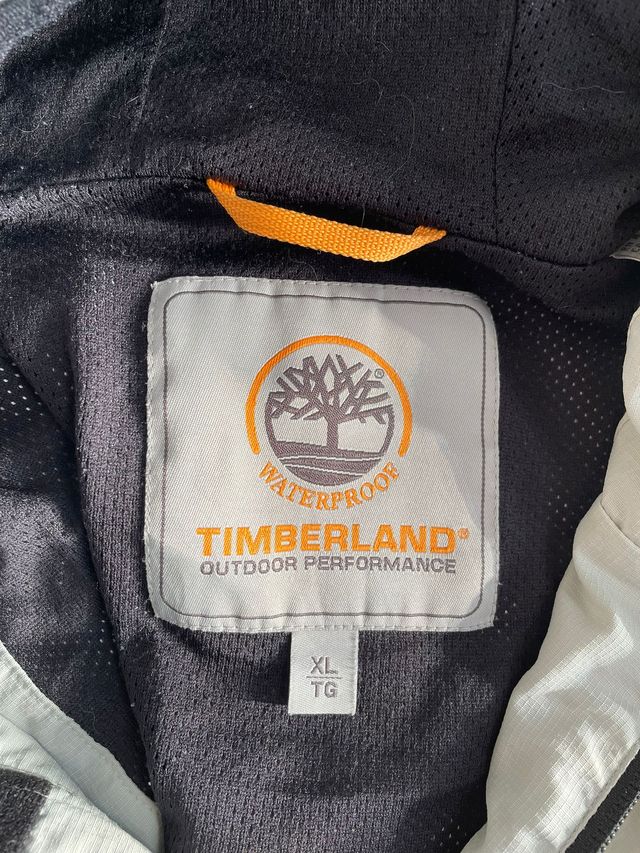 WATERPROOF
TIMBERLAND®
OUTDOOR PERFORMANCE
XL
TG